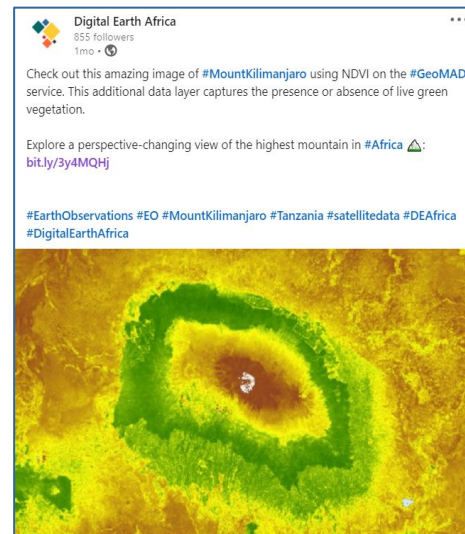 Digital Earth Africa
855 followers
1mo •
Check out this amazing image of #MountKilimanjaro using NDVI on the #GeoMAD
service. This additional data layer captures the presence or absence of live green
vegetation.
Explore a perspective-changing view of the highest mountain in #Africa :
bit.ly/3y4MQHj
#EarthObservations #EO #MountKilimanjaro #Tanzania #satellitedata #DEAfrica
#DigitalEarthAfrica